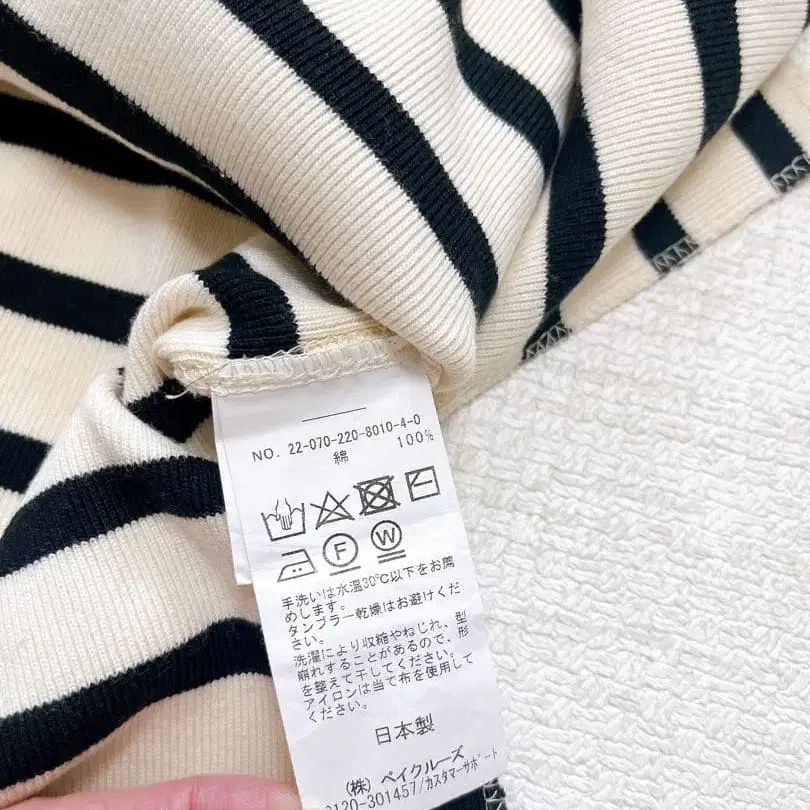 NO. 22-070-220-8010-4-0
綿 100%
F W
手洗いは水温30℃以下をお薦
めします。
タンブラー乾燥はお避けくだ
さい。
洗濯により収縮やねじれ、型
崩れすることがあるので、形
を整えて干してください。
アイロンは当て布を使用して
ください。
日本製
(株) ベイクルーズ
0120-301457/カスタマーサポート